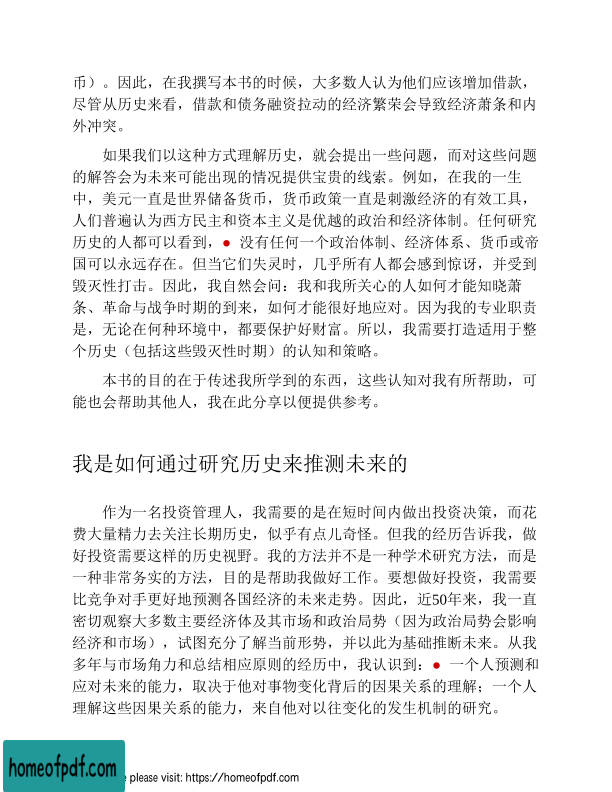 币）。因此，在我撰写本书的时候，大多数人认为他们应该增加借款，
尽管从历史来看，借款和债务融资拉动的经济繁荣会导致经济萧条和内
外冲突。
如果我们以这种方式理解历史，就会提出一些问题，而对这些问题
的解答会为未来可能出现的情况提供宝贵的线索。例如，在我的一生
中，美元一直是世界储备货币，货币政策一直是刺激经济的有效工具，
人们普遍认为西方民主和资本主义是优越的政治和经济体制。任何研究
历史的人都可以看到，● 没有任何一个政治体制、经济体系、货币或帝
国可以永远存在。但当它们失灵时，几乎所有人都会感到惊讶，并受到
毁灭性打击。因此，我自然会问：我和我所关心的人如何才能知晓萧
条、革命与战争时期的到来，如何才能很好地应对。因为我的专业职责
是，无论在何种环境中，都要保护好财富。所以，我需要打造适用于整
个历史（包括这些毁灭性时期）的认知和策略。
本书的目的在于传述我所学到的东西，这些认知对我有所帮助，可
能也会帮助其他人，我在此分享以便提供参考。
我是如何通过研究历史来推测未来的
作为一名投资管理人，我需要的是在短时间内做出投资决策，而花
费大量精力去关注长期历史，似乎有点儿奇怪。但我的经历告诉我，做
好投资需要这样的历史视野。我的方法并不是一种学术研究方法，而是
一种非常务实的方法，目的是帮助我做好工作。要想做好投资，我需要
比竞争对手更好地预测各国经济的未来走势。因此，近50年来，我一直
密切观察大多数主要经济体及其市场和政治局势（因为政治局势会影响
经济和市场），试图充分了解当前形势，并以此为基础推断未来。从我
多年与市场角力和总结相应原则的经历中，我认识到：● 一个人预测和
应对未来的能力，取决于他对事物变化背后的因果关系的理解；一个人
理解这些因果关系的能力，来自他对以往变化的发生机制的研究。
homeofpdf.com
please visit: https://homeofpdf.com